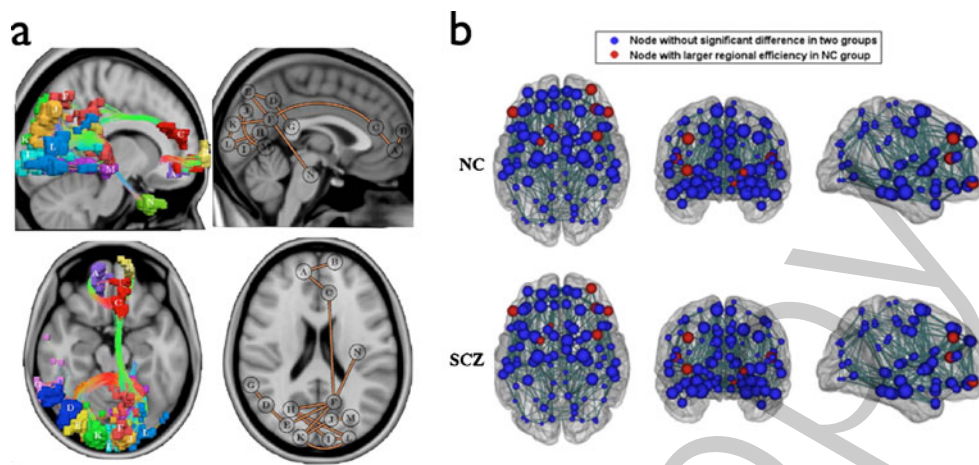 a
b
Node without significant difference in two groups
Node with larger regional efficiency in NC group
NC
SCZ
F
C
K
L
N
E
D
F
K
H
G
L
I
N
C
B
A
C
D
K
F
L
A
B
C
N
G
D
H
F
E
J
M
K
I